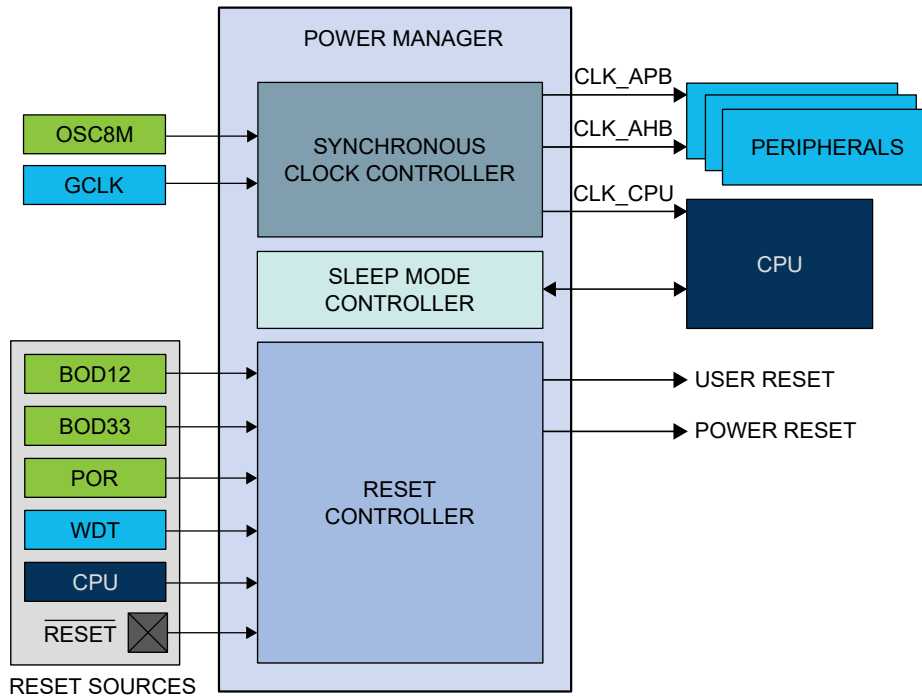 POWER MANAGER
OSC8M
GCLK
SYNCHRONOUS
CLOCK CONTROLLER
CLK_APB
CLK_AHB
CLK_CPU
PERIPHERALS
CPU
SLEEP MODE
CONTROLLER
BOD12
BOD33
POR
WDT
CPU
RESET
RESET SOURCES
RESET
CONTROLLER
USER RESET
POWER RESET